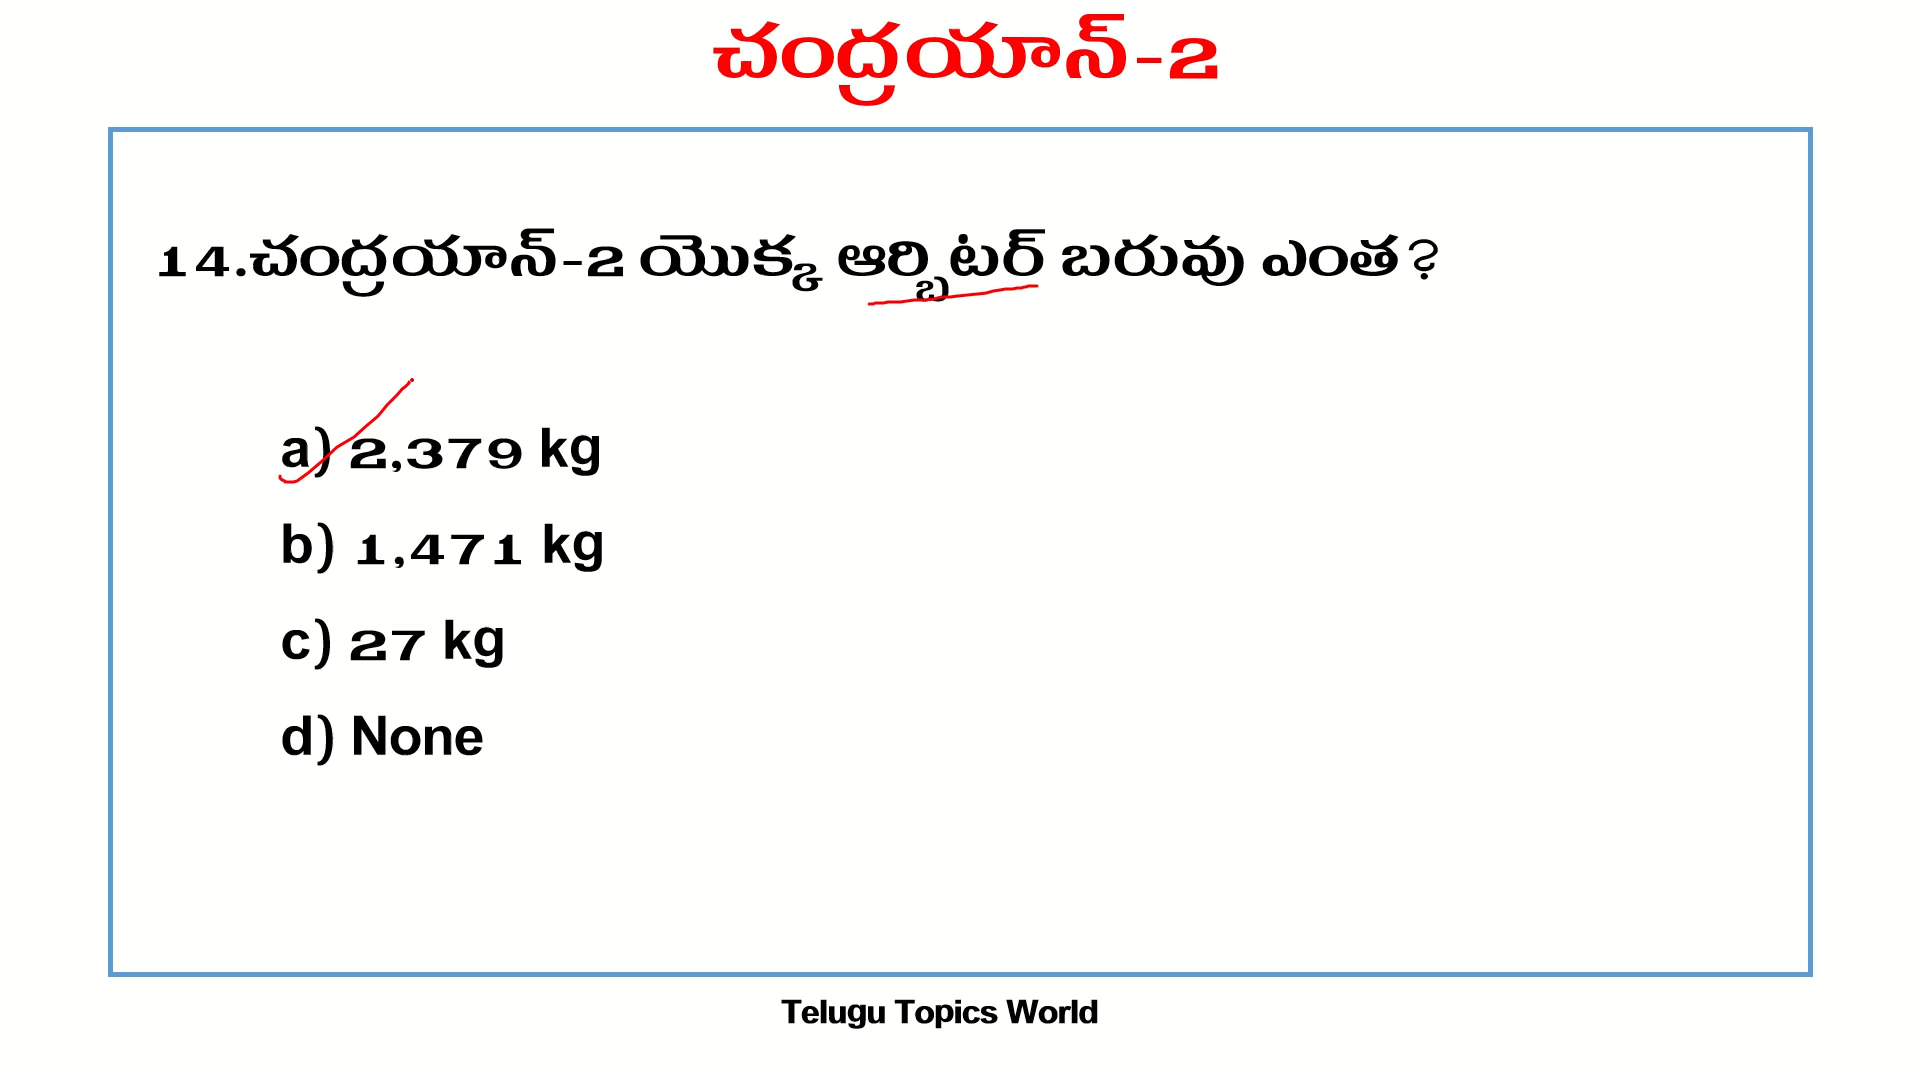 చంద్రయాన్-2
14.చంద్రయాన్-2 యొక్క ఆర్బిటర్ బరువు ఎంత?
a) 2,379 kg
b) 1,471 kg
c) 27 kg
d) None
Telugu Topics World